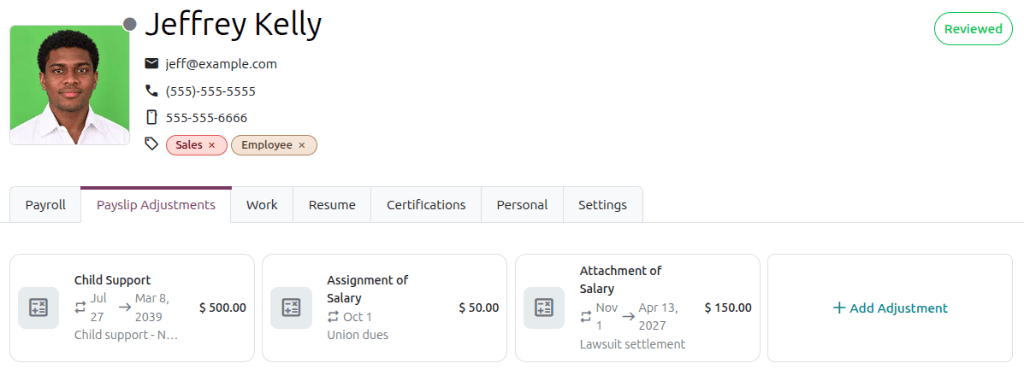 Jeffrey Kelly
Reviewed
jeff@example.com
(555)-555-5555
555-555-6666
Sales ×
Employee ×
Payroll
Payslip Adjustments
Work
Resume
Certifications
Personal
Settings
Child Support
Jul 27 → Mar 8, 2039
Child support - N...
$ 500.00
Assignment of
Salary
Oct 1
Union dues
$ 50.00
Attachment of
Salary
Nov 1 → Apr 13, 2027
Lawsuit settlement
$ 150.00
+ Add Adjustment